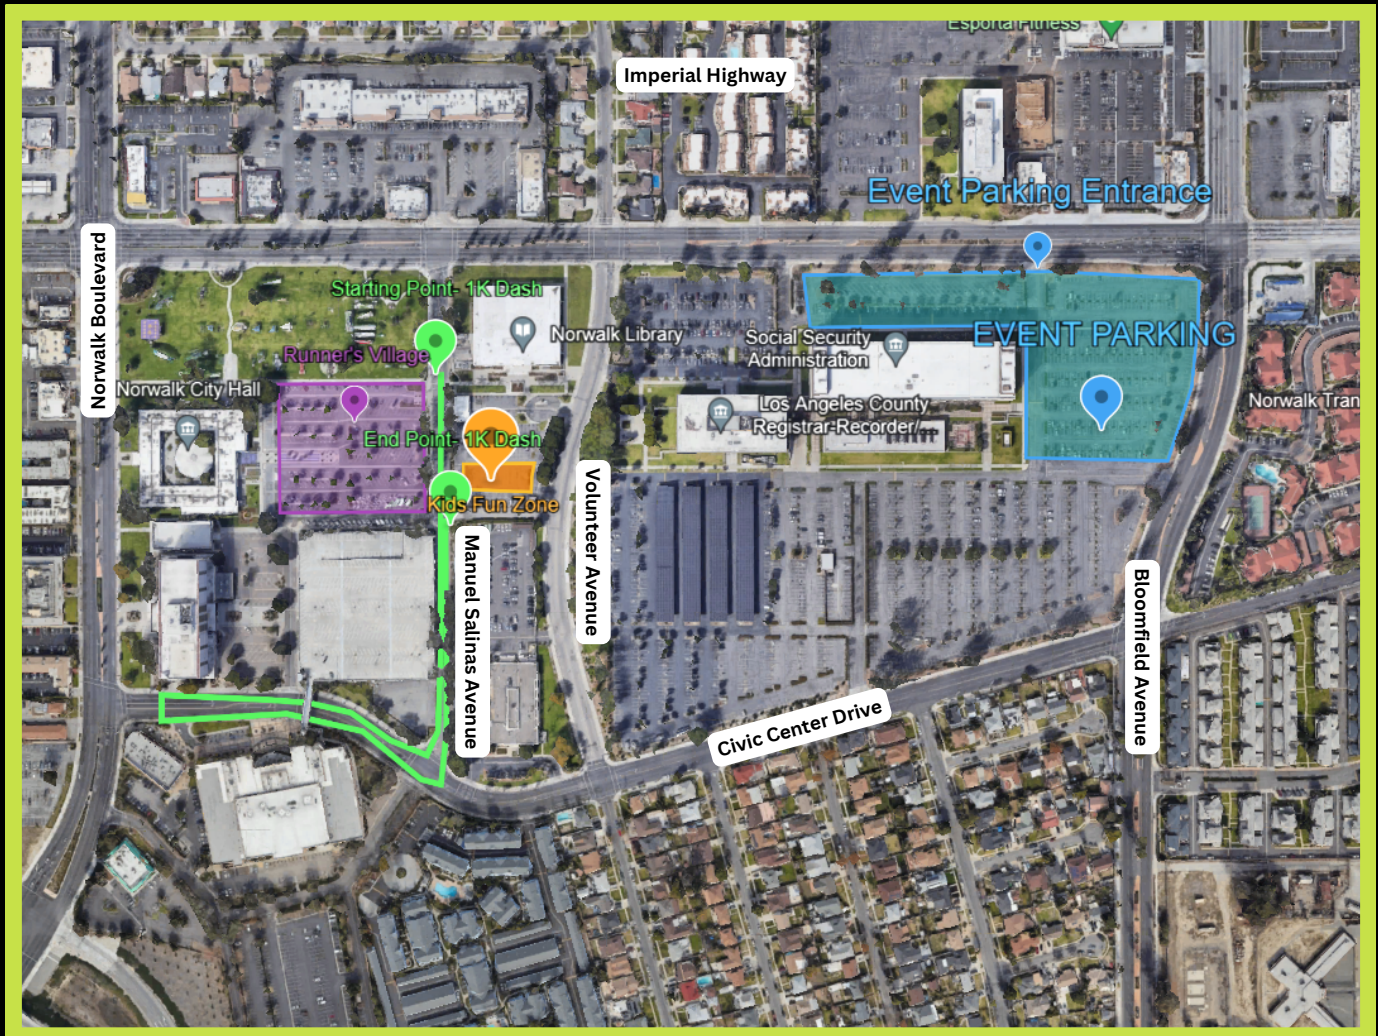 Esporta Fitness
Imperial Highway
Event Parking Entrance
Norwalk Boulevard
Starting Point- 1K Dash
Norwalk Library
Social Security
Administration
EVENT PARKING
Runner's Village
Norwalk City Hall
Los Angeles County
Registrar-Recorder/...
Norwalk Tran
End Point- 1K Dash
Kids Fun Zone
Volunteer Avenue
Manuel Salinas Avenue
Bloomfield Avenue
Civic Center Drive